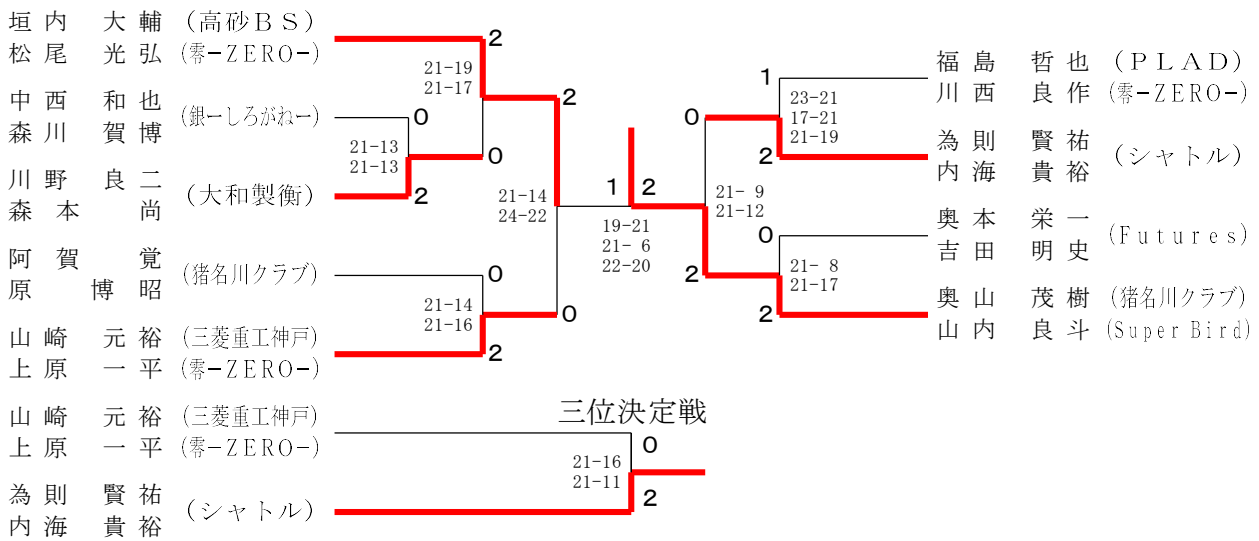 垣内 大輔 (高砂BS)
松尾 光弘 (零-ZERO-)
2
21-19
21-17
中西 和也
森川 賀博
(銀ーしろがねー)
0
21-13
21-13
川野 良二
森本 尚
(大和製衡)
2
0
2
21-14
24-22
阿賀 覚
原 博昭
(猪名川クラブ)
0
21-14
21-16
0
山崎 元裕 (三菱重工神戸)
上原 一平 (零-ZERO-)
2
1 2
19-21
21- 6
22-20
福島 哲也 (PLAD)
川西 良作 (零-ZERO-)
1
23-21
17-21
21-19
0
為則 賢祐
内海 貴裕
(シャトル)
2
21- 9
21-12
奥本 栄一
吉田 明史
(Futures)
0
21- 8
21-17
2
奥山 茂樹 (猪名川クラブ)
山内 良斗 (Super Bird)
2
三位決定戦
山崎 元裕 (三菱重工神戸)
上原 一平 (零-ZERO-)
0
21-16
21-11
為則 賢祐
内海 貴裕
(シャトル)
2